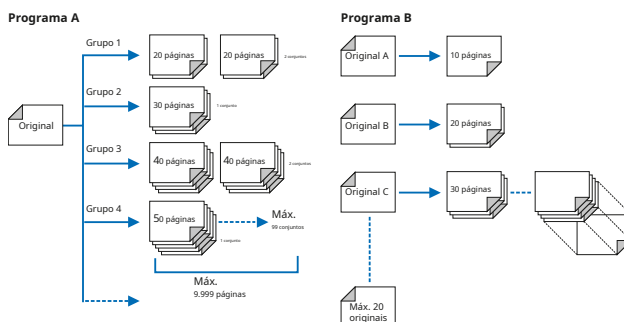 Programa A
Grupo 1
20 páginas
20 páginas
2 conjuntos
Grupo 2
30 páginas
1 conjunto
Original
Grupo 3
40 páginas
40 páginas
2 conjuntos
Grupo 4
50 páginas
1 conjunto
Máx.
99 conjuntos
Máx.
9.999 páginas
Programa B
Original A
10 páginas
Original B
20 páginas
Original C
30 páginas
Máx. 20
originais